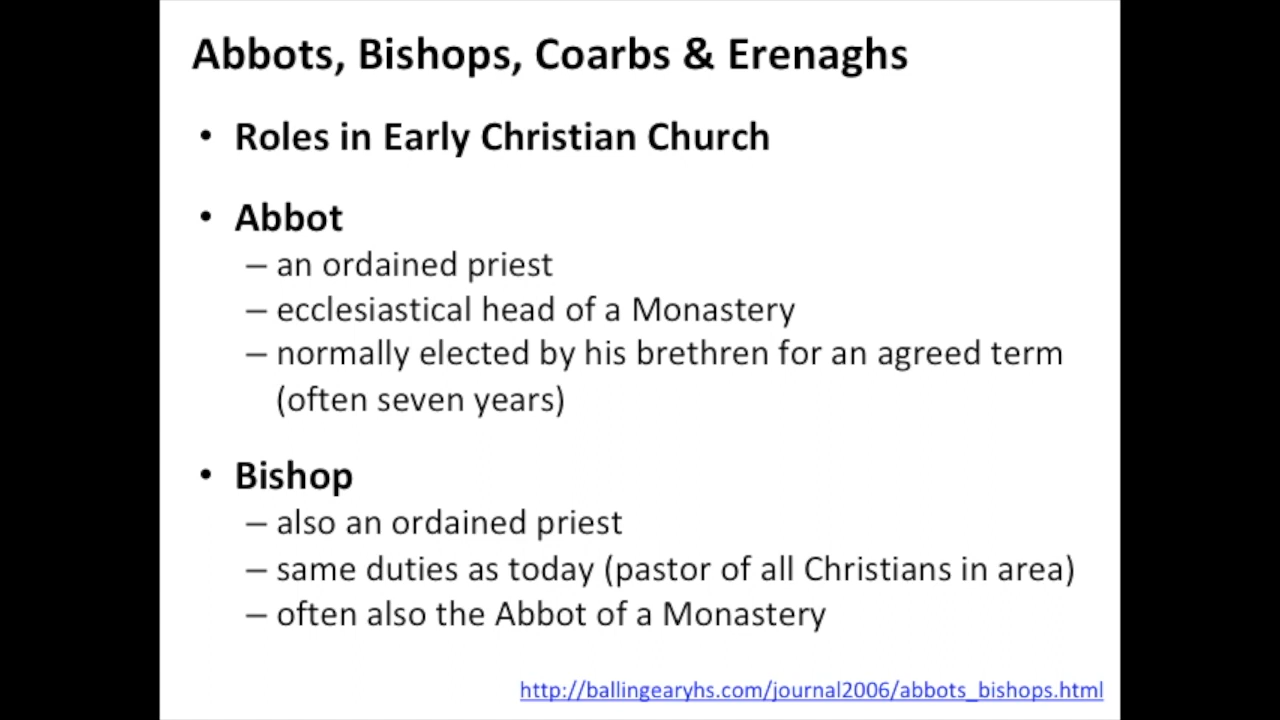 Abbots, Bishops, Coarbs & Erenaghs
• Roles in Early Christian Church
• Abbot
– an ordained priest
– ecclesiastical head of a Monastery
– normally elected by his brethren for an agreed term
(often seven years)
• Bishop
– also an ordained priest
– same duties as today (pastor of all Christians in area)
– often also the Abbot of a Monastery
http://ballingearyhs.com/journal2006/abbots_bishops.html